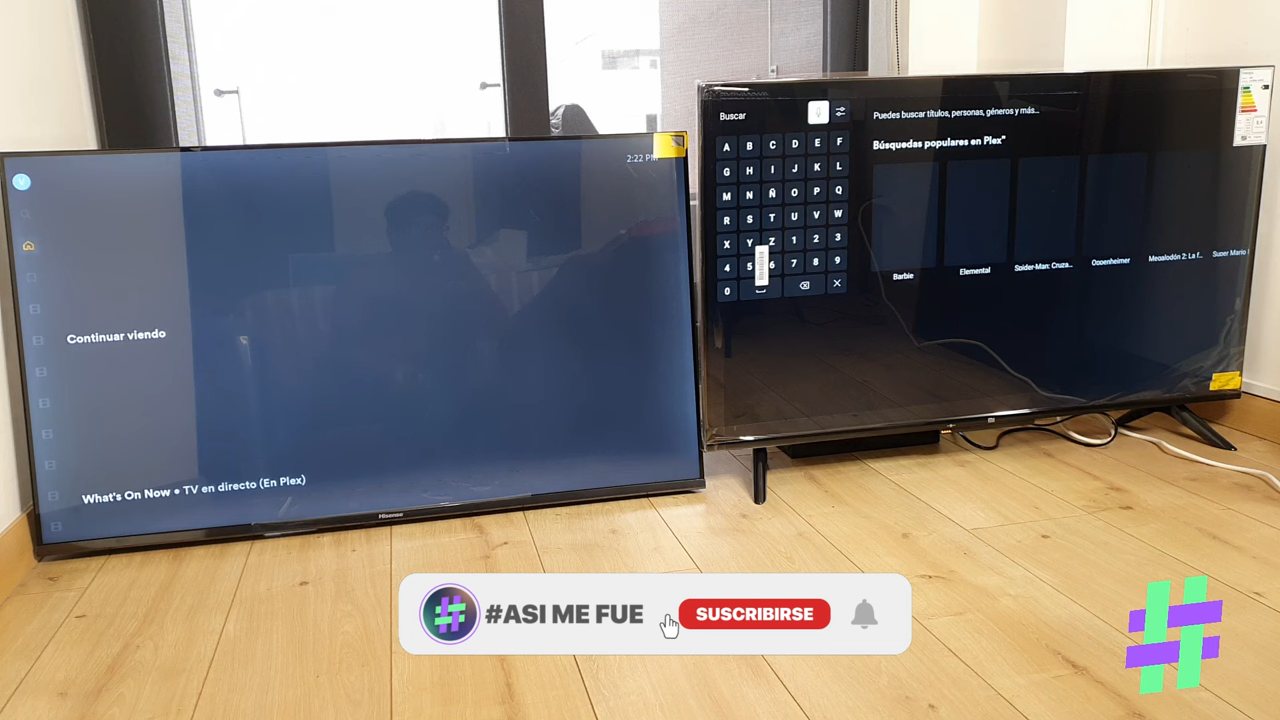 2:22 PM
Continuar viendo
What's On Now • TV en directo (En Plex)
Hisense
Buscar
Puedes buscar títulos, personas, géneros y más...
Búsquedas populares en Plex"
A B C D E F
G H I J K L
M N Ñ O P Q
R S T U V W
X Y Z 1 2 3
4 5 6 7 8 9
0
Barbie
Elemental
Spider-Man: Cruza...
Oppenheimer
Megalodón 2: La f...
Super Mario
#ASI ME FUE
SUSCRIBIRSE